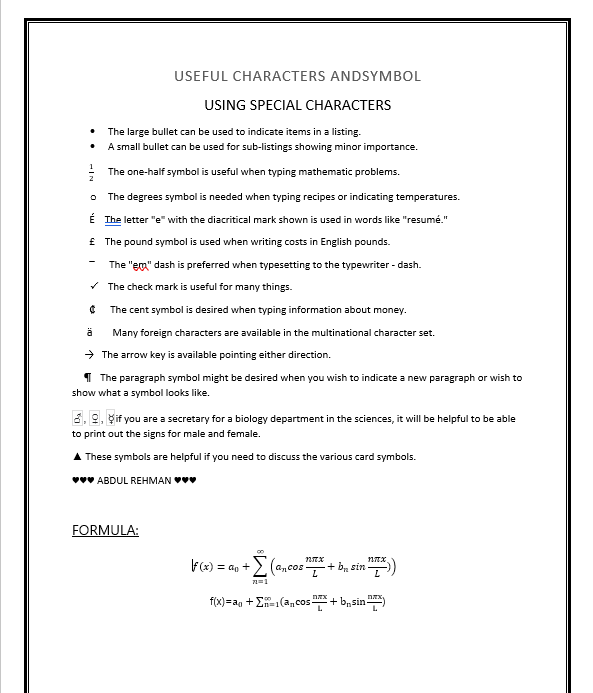 USEFUL CHARACTERS ANDSYMBOL
USING SPECIAL CHARACTERS
• The large bullet can be used to indicate items in a listing.
• A small bullet can be used for sub-listings showing minor importance.
½ The one-half symbol is useful when typing mathematic problems.
o The degrees symbol is needed when typing recipes or indicating temperatures.
É The letter "e" with the diacritical mark shown is used in words like "resumé."
£ The pound symbol is used when writing costs in English pounds.
– The "em" dash is preferred when typesetting to the typewriter - dash.
✓ The check mark is useful for many things.
₵ The cent symbol is desired when typing information about money.
ä Many foreign characters are available in the multinational character set.
→ The arrow key is available pointing either direction.
¶ The paragraph symbol might be desired when you wish to indicate a new paragraph or wish to
show what a symbol looks like.
♂, ♀, ☿if you are a secretary for a biology department in the sciences, it will be helpful to be able
to print out the signs for male and female.
▲ These symbols are helpful if you need to discuss the various card symbols.
♥♥♥ ABDUL REHMAN ♥♥♥
FORMULA:
f(x) = a₀ + ∑_{n=1}^{∞} (aₙcos nπx/L + bₙ sin nπx/L))
f(x)=a₀ + ∑_{n=1}^{∞}(aₙcos nπx/L + bₙsin nπx/L)